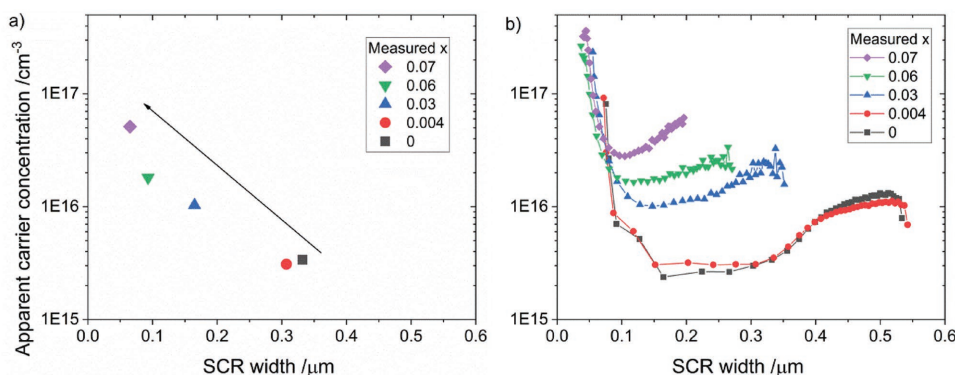 a)
Apparent carrier concentration /cm⁻³
1E17
1E16
1E15
0.0 0.1 0.2 0.3 0.4 0.5 0.6
SCR width /μm
Measured x
0.07
0.06
0.03
0.004
0
b)
1E17
1E16
1E15
0.0 0.1 0.2 0.3 0.4 0.5 0.6
SCR width /μm
Measured x
0.07
0.06
0.03
0.004
0